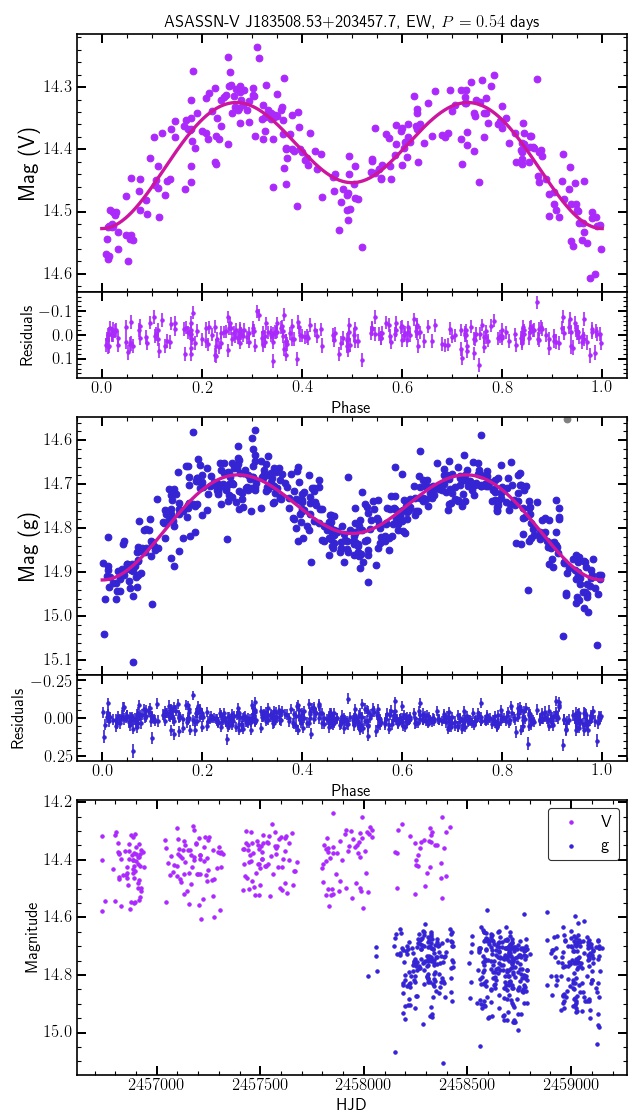 ASASSN-V J183508.53+203457.7, EW, P = 0.54 days
14.3
14.4
14.5
14.6
Mag (V)
−0.1
0.0
0.1
Residuals
0.0 0.2 0.4 0.6 0.8 1.0
Phase
14.6
14.7
14.8
14.9
15.0
15.1
Mag (g)
−0.25
0.00
0.25
Residuals
0.0 0.2 0.4 0.6 0.8 1.0
Phase
14.2
14.4
14.6
14.8
15.0
Magnitude
V
g
2457000 2457500 2458000 2458500 2459000
HJD